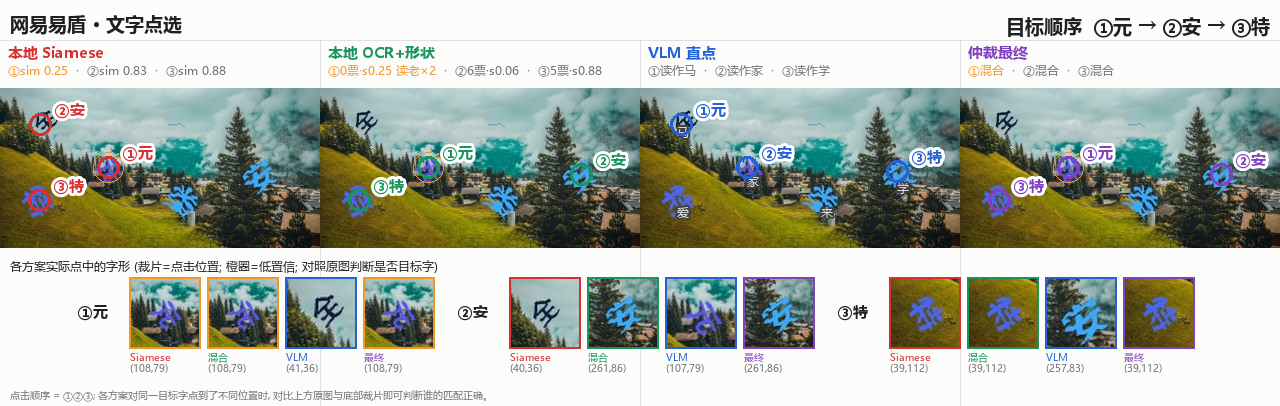 网易易盾·文字点选
目标顺序 ①元 → ②安 → ③特
本地 Siamese
①sim 0.25 · ②sim 0.83 · ③sim 0.88
本地 OCR+形状
①0票·s0.25 读老×2 · ②6票·s0.06 · ③5票·s0.88
VLM 直点
①读作马 · ②读作家 · ③读作学
仲裁最终
①混合 · ②混合 · ③混合
②安
①元
③特
①元
②安
③特
①元
②安
③特
家
学
爱
来
①元
②安
③特
各方案实际点中的字形 (裁片=点击位置; 橙圈=低置信; 对照原图判断是否目标字)
①元
Siamese
(108,79)
混合
(108,79)
VLM
(41,36)
最终
(108,79)
②安
Siamese
(40,36)
混合
(261,86)
VLM
(107,79)
最终
(261,86)
③特
Siamese
(39,112)
混合
(39,112)
VLM
(257,83)
最终
(39,112)
点击顺序 = ①②③; 各方案对同一目标字点到了不同位置时, 对比上方原图与底部裁片即可判断谁的匹配正确。